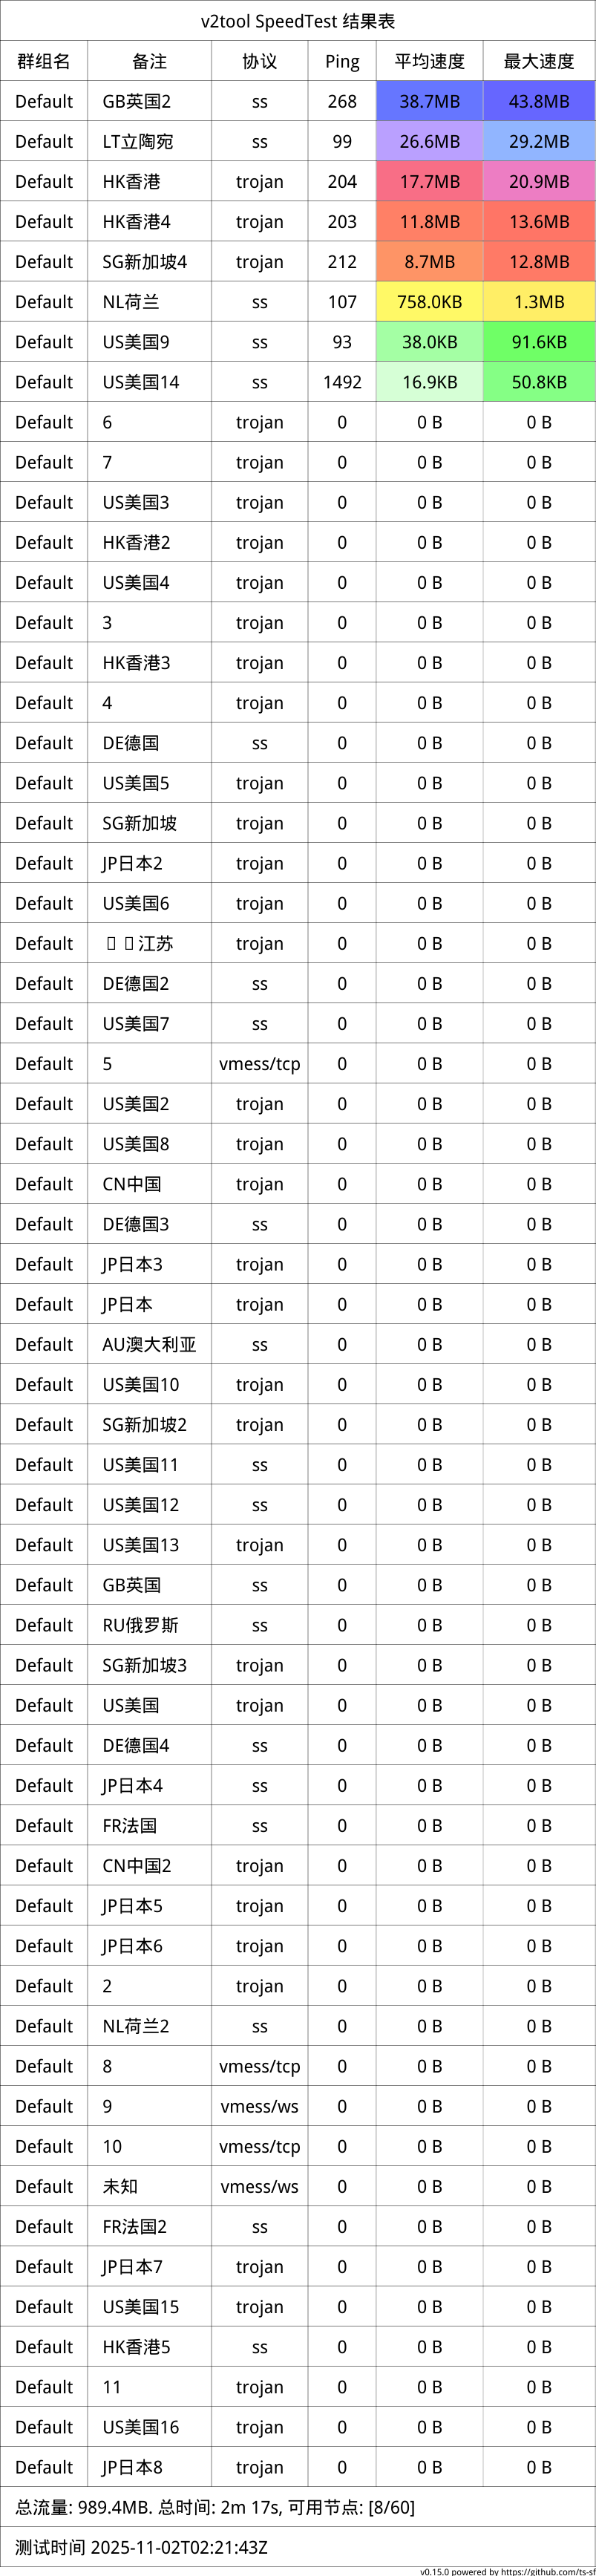 v2tool SpeedTest 结果表
群组名 备注 协议 Ping 平均速度 最大速度
Default GB英国2 ss 268 38.7MB 43.8MB
Default LT立陶宛 ss 99 26.6MB 29.2MB
Default HK香港 trojan 204 17.7MB 20.9MB
Default HK香港4 trojan 203 11.8MB 13.6MB
Default SG新加坡4 trojan 212 8.7MB 12.8MB
Default NL荷兰 ss 107 758.0KB 1.3MB
Default US美国9 ss 93 38.0KB 91.6KB
Default US美国14 ss 1492 16.9KB 50.8KB
Default 6 trojan 0 0 B 0 B
Default 7 trojan 0 0 B 0 B
Default US美国3 trojan 0 0 B 0 B
Default HK香港2 trojan 0 0 B 0 B
Default US美国4 trojan 0 0 B 0 B
Default 3 trojan 0 0 B 0 B
Default HK香港3 trojan 0 0 B 0 B
Default 4 trojan 0 0 B 0 B
Default DE德国 ss 0 0 B 0 B
Default US美国5 trojan 0 0 B 0 B
Default SG新加坡 trojan 0 0 B 0 B
Default JP日本2 trojan 0 0 B 0 B
Default US美国6 trojan 0 0 B 0 B
Default 江苏 trojan 0 0 B 0 B
Default DE德国2 ss 0 0 B 0 B
Default US美国7 ss 0 0 B 0 B
Default 5 vmess/tcp 0 0 B 0 B
Default US美国2 trojan 0 0 B 0 B
Default US美国8 trojan 0 0 B 0 B
Default CN中国 trojan 0 0 B 0 B
Default DE德国3 ss 0 0 B 0 B
Default JP日本3 trojan 0 0 B 0 B
Default JP日本 trojan 0 0 B 0 B
Default AU澳大利亚 ss 0 0 B 0 B
Default US美国10 trojan 0 0 B 0 B
Default SG新加坡2 trojan 0 0 B 0 B
Default US美国11 ss 0 0 B 0 B
Default US美国12 ss 0 0 B 0 B
Default US美国13 trojan 0 0 B 0 B
Default GB英国 ss 0 0 B 0 B
Default RU俄罗斯 ss 0 0 B 0 B
Default SG新加坡3 trojan 0 0 B 0 B
Default US美国 trojan 0 0 B 0 B
Default DE德国4 ss 0 0 B 0 B
Default JP日本4 ss 0 0 B 0 B
Default FR法国 ss 0 0 B 0 B
Default CN中国2 trojan 0 0 B 0 B
Default JP日本5 trojan 0 0 B 0 B
Default JP日本6 trojan 0 0 B 0 B
Default 2 trojan 0 0 B 0 B
Default NL荷兰2 ss 0 0 B 0 B
Default 8 vmess/tcp 0 0 B 0 B
Default 9 vmess/ws 0 0 B 0 B
Default 10 vmess/tcp 0 0 B 0 B
Default 未知 vmess/ws 0 0 B 0 B
Default FR法国2 ss 0 0 B 0 B
Default JP日本7 trojan 0 0 B 0 B
Default US美国15 trojan 0 0 B 0 B
Default HK香港5 ss 0 0 B 0 B
Default 11 trojan 0 0 B 0 B
Default US美国16 trojan 0 0 B 0 B
Default JP日本8 trojan 0 0 B 0 B
总流量: 989.4MB. 总时间: 2m 17s, 可用节点: [8/60]
测试时间 2025-11-02T02:21:43Z
v0.15.0 powered by https://github.com/ts-sf